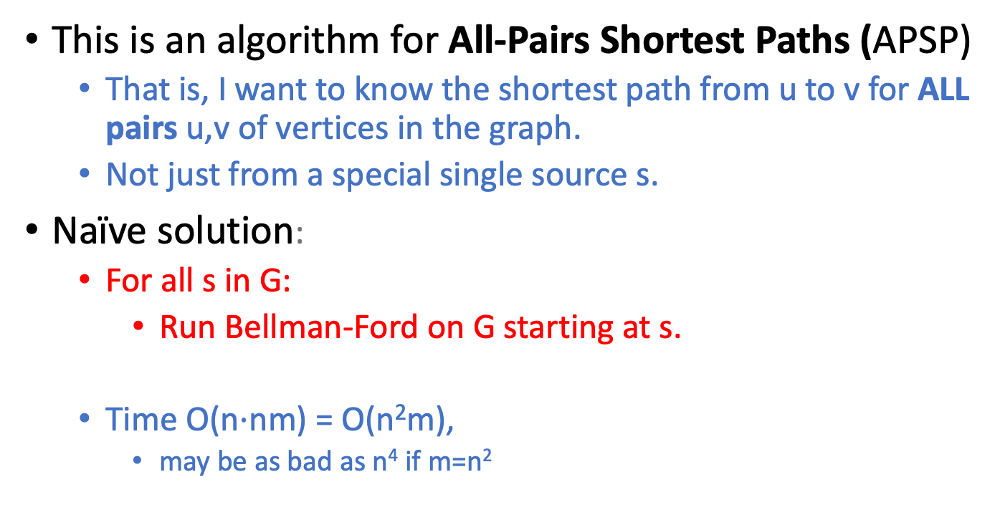 • This is an algorithm for All-Pairs Shortest Paths (APSP)
• That is, I want to know the shortest path from u to v for ALL
pairs u,v of vertices in the graph.
• Not just from a special single source s.
• Naïve solution:
• For all s in G:
• Run Bellman-Ford on G starting at s.
• Time O(n·nm) = O(n²m),
• may be as bad as n⁴ if m=n²